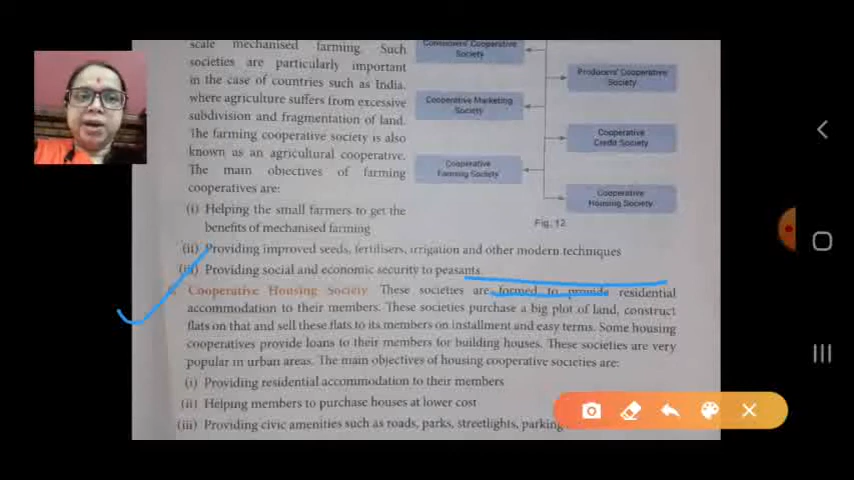 scale mechanised farming. Such
societies are particularly important
in the case of countries such as India,
where agriculture suffers from excessive
subdivision and fragmentation of land.
The farming cooperative society is also
known as an agricultural cooperative.
The main objectives of farming
cooperatives are:
(i) Helping the small farmers to get the
benefits of mechanised farming
Consumers' Cooperative
Society
Producers' Cooperative
Society
Cooperative Marketing
Society
Cooperative
Credit Society
Cooperative
Farming Society
Cooperative
Housing Society
Fig. 12
(ii) Providing improved seeds, fertilisers, irrigation and other modern techniques
(iii) Providing social and economic security to peasants.
Cooperative Housing Society These societies are formed to provide residential
accommodation to their members. These societies purchase a big plot of land, construct
flats on that and sell these flats to its members on installment and easy terms. Some housing
cooperatives provide loans to their members for building houses. These societies are very
popular in urban areas. The main objectives of housing cooperative societies are:
(i) Providing residential accommodation to their members
(ii) Helping members to purchase houses at lower cost
(iii) Providing civic amenities such as roads, parks, streetlights, parking